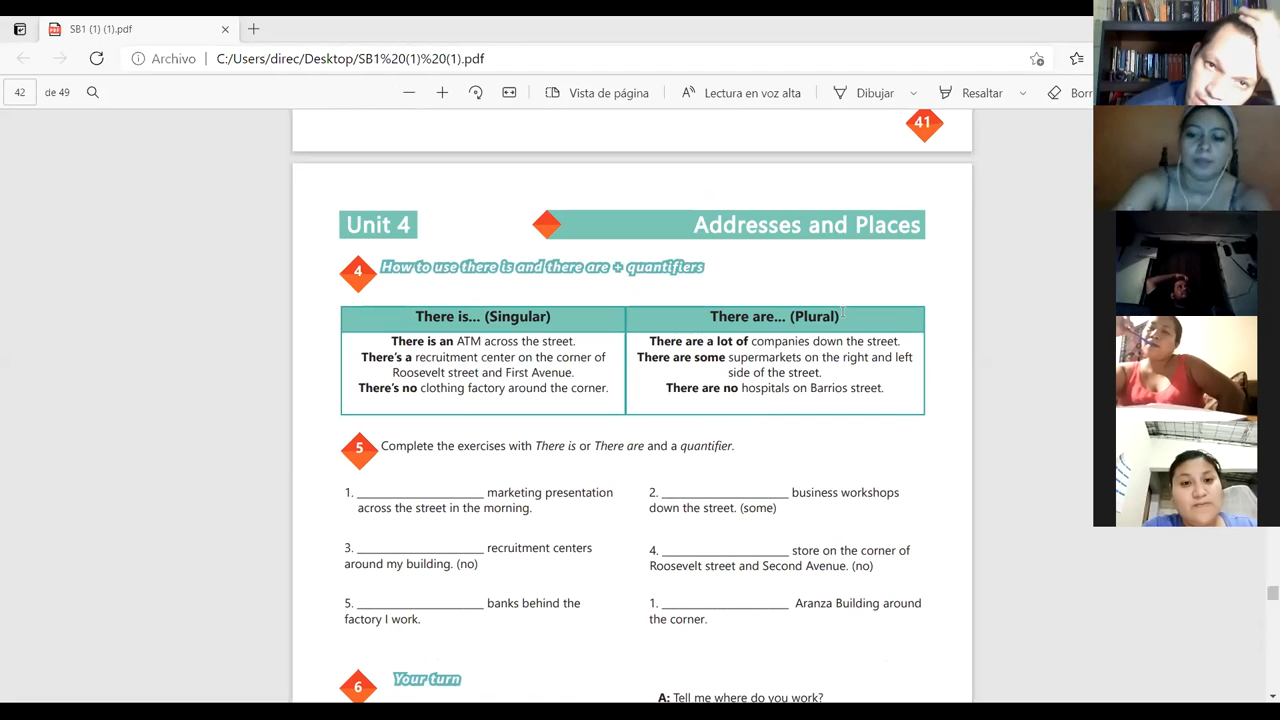 SB1 (1) (1).pdf
Archivo
C:/Users/direc/Desktop/SB1%20(1)%20(1).pdf
42
de 49
Vista de página
Lectura en voz alta
Dibujar
Resaltar
Borr
41
Unit 4
Addresses and Places
4
How to use there is and there are + quantifiers
There is... (Singular)
There are... (Plural)
There is an ATM across the street.
There's a recruitment center on the corner of
Roosevelt street and First Avenue.
There's no clothing factory around the corner.
There are a lot of companies down the street.
There are some supermarkets on the right and left
side of the street.
There are no hospitals on Barrios street.
5
Complete the exercises with There is or There are and a quantifier.
1. ______________________ marketing presentation
across the street in the morning.
2. ______________________ business workshops
down the street. (some)
3. ______________________ recruitment centers
around my building. (no)
4. ______________________ store on the corner of
Roosevelt street and Second Avenue. (no)
5. ______________________ banks behind the
factory I work.
1. ______________________ Aranza Building around
the corner.
6
Your turn
A: Tell me where do you work?